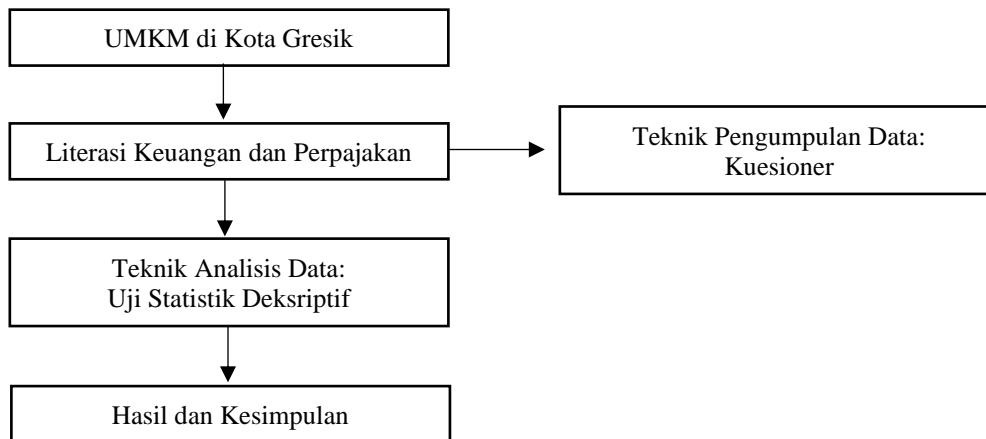 UMKM di Kota Gresik
Literasi Keuangan dan Perpajakan
Teknik Pengumpulan Data:
Kuesioner
Teknik Analisis Data:
Uji Statistik Deksriptif
Hasil dan Kesimpulan